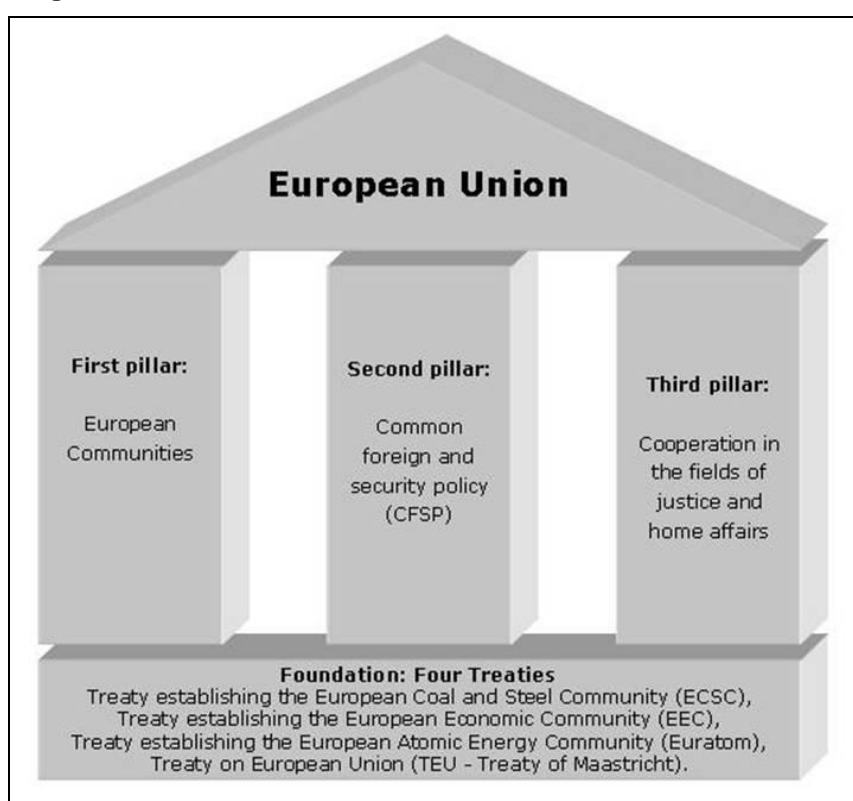 European Union
First pillar:
European
Communities
Second pillar:
Common
foreign and
security policy
(CFSP)
Third pillar:
Cooperation in
the fields of
justice and
home affairs
Foundation: Four Treaties
Treaty establishing the European Coal and Steel Community (ECSC),
Treaty establishing the European Economic Community (EEC),
Treaty establishing the European Atomic Energy Community (Euratom),
Treaty on European Union (TEU - Treaty of Maastricht).